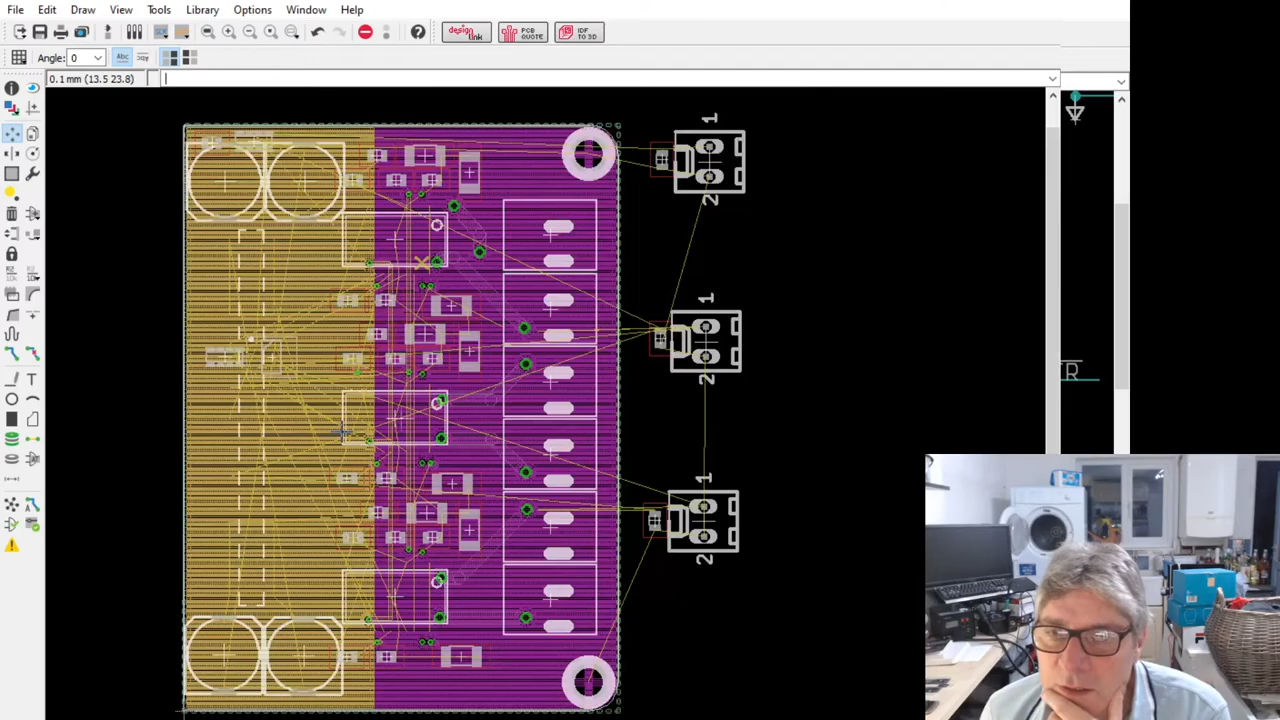 File Edit Draw View Tools Library Options Window Help
design link PCB QUOTE IDF TO 3D
Angle: 0 Abc
0.1 mm (13.5 23.8)
1
2
1
2
1
2
R